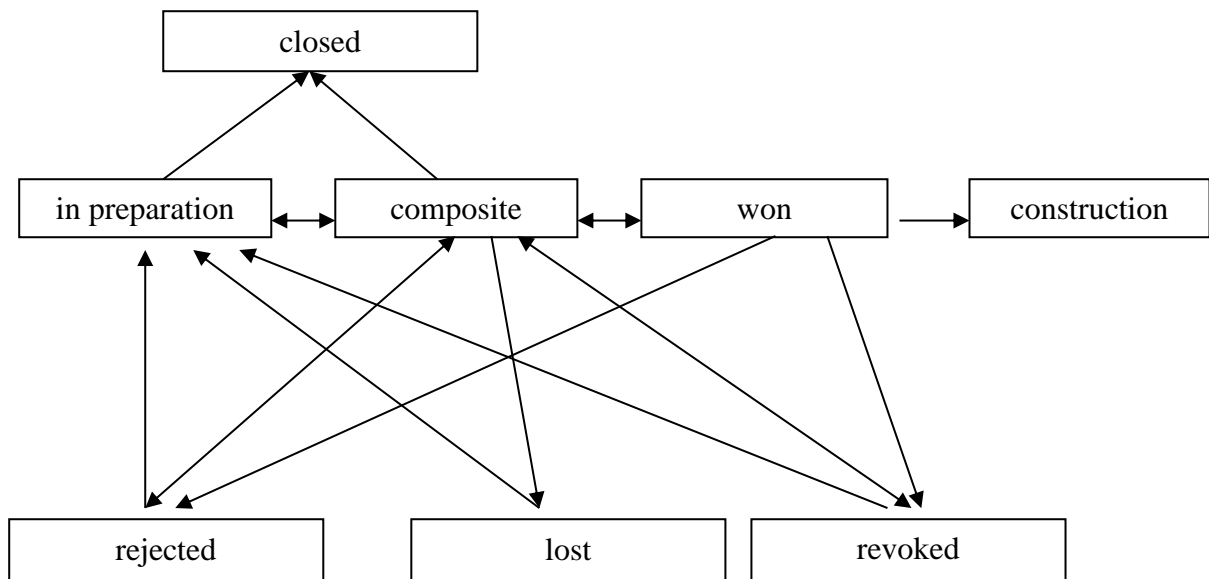 closed
in preparation
composite
won
construction
rejected
lost
revoked